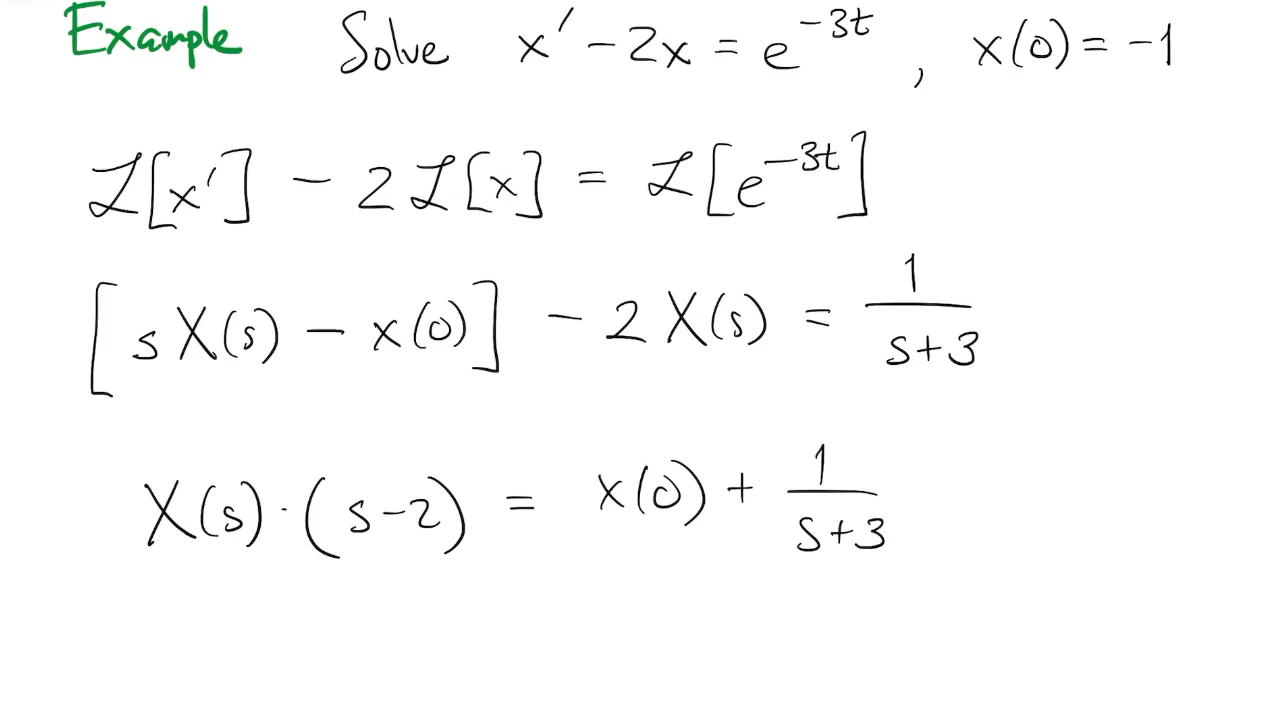 Example Solve x′ − 2x = e^{−3t}, x(0) = −1
ℒ[x′] − 2ℒ[x] = ℒ[e^{−3t}]
[sX(s) − x(0)] − 2X(s) = 1/(s+3)
X(s)·(s−2) = x(0) + 1/(s+3)